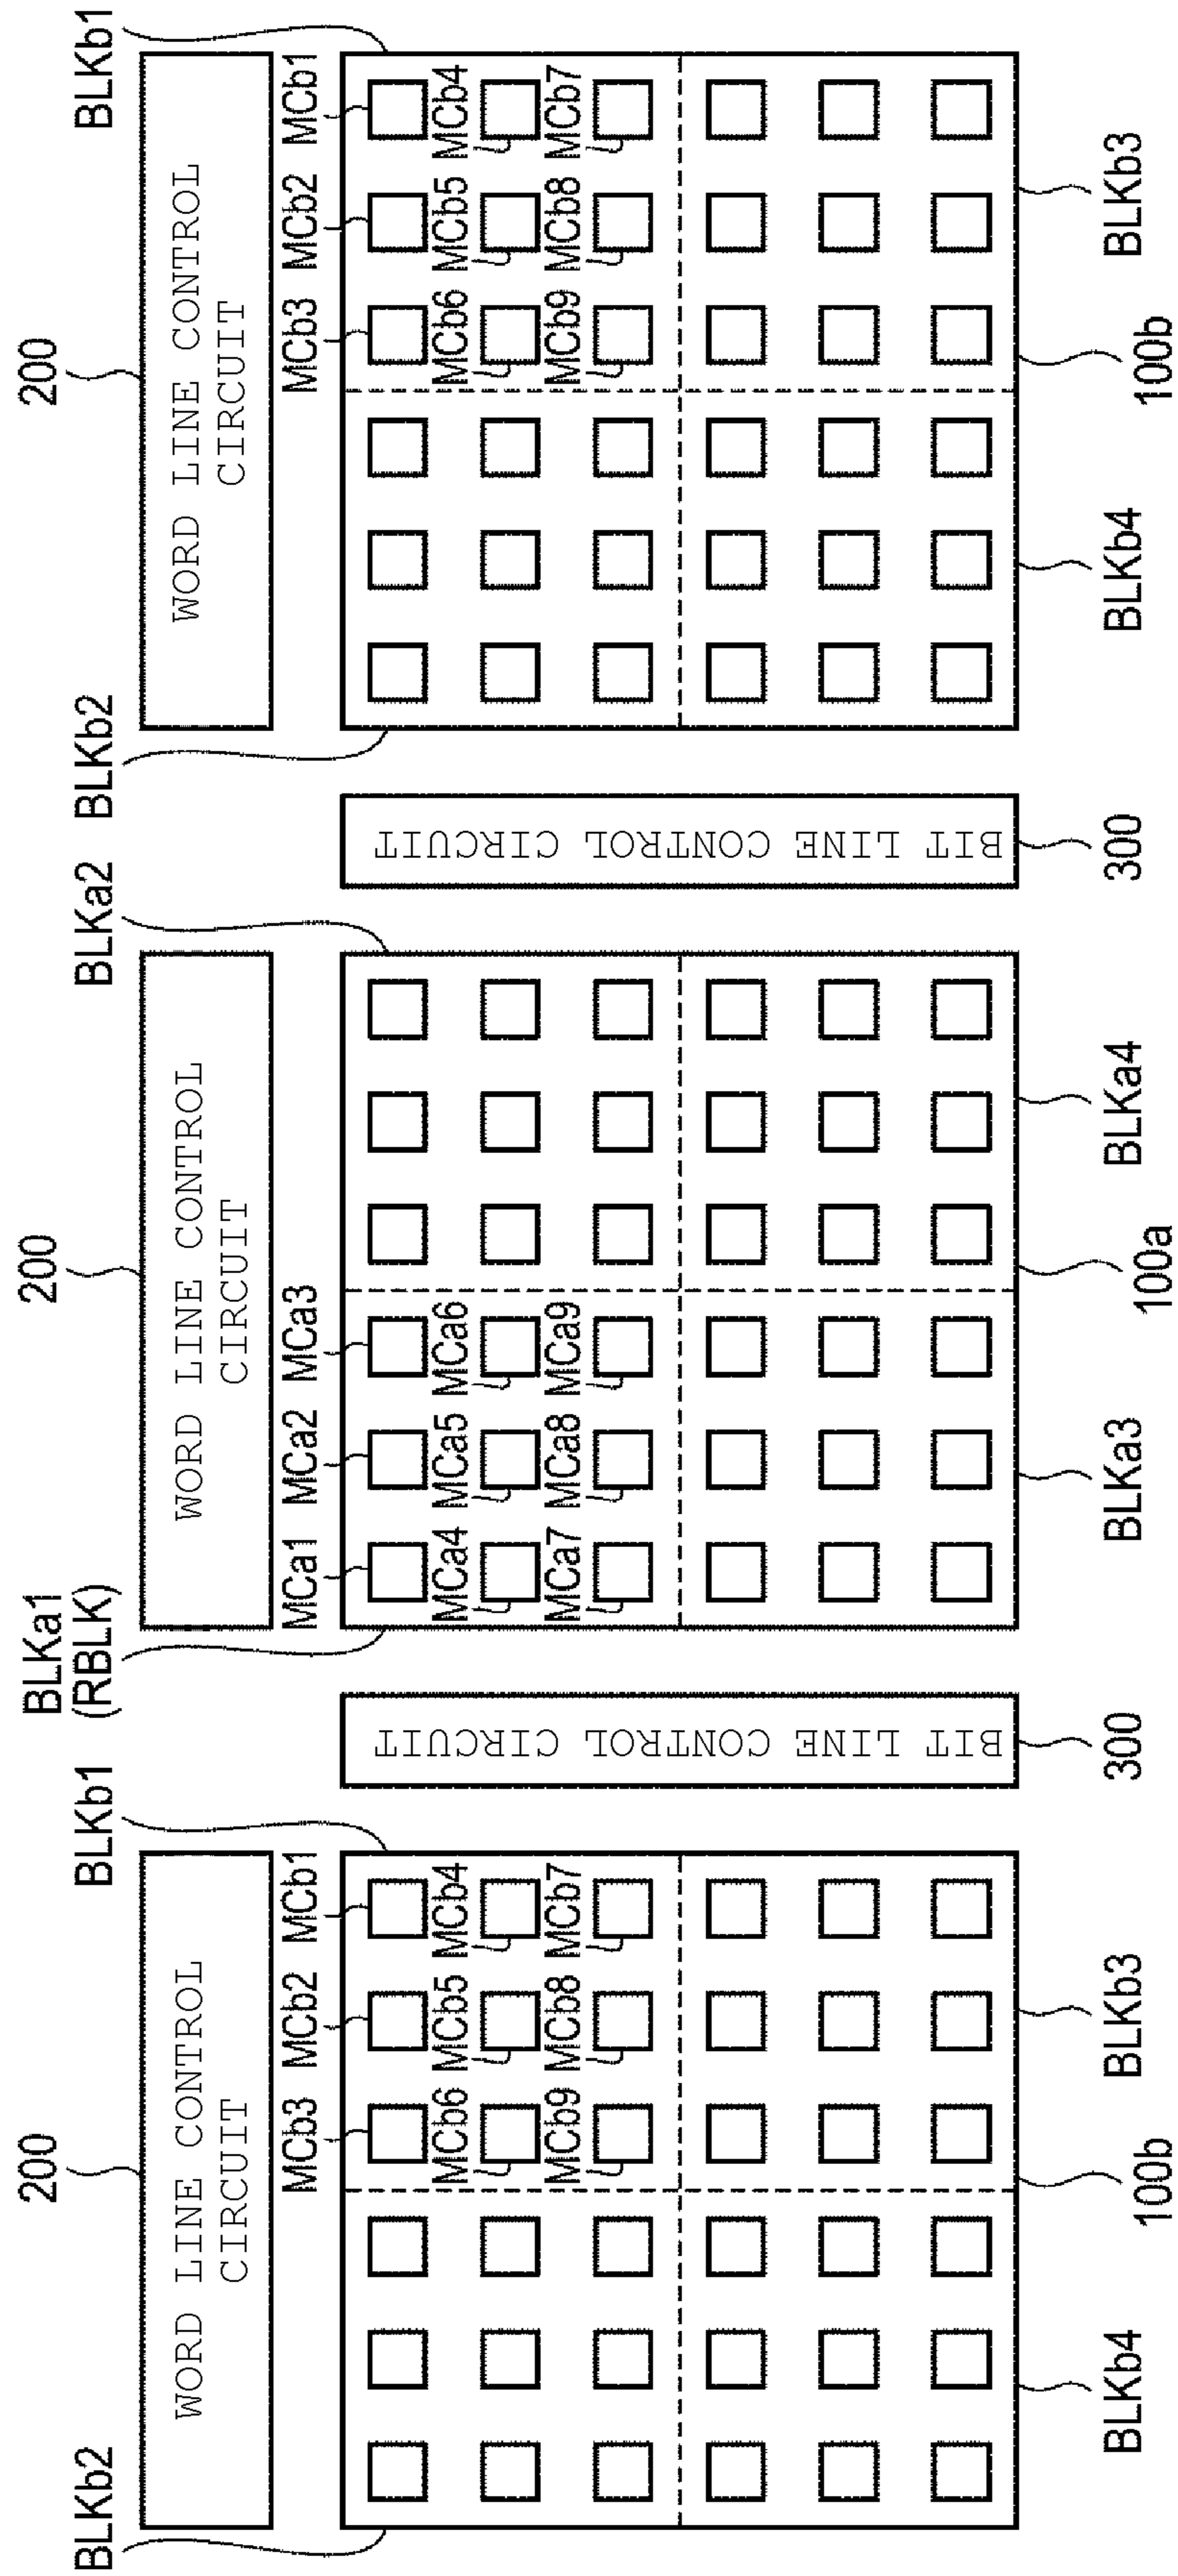 BLKb2
200
BLKb1
BLKa1
(RBLK)
200
BLKa2
BLKb2
200
BLKb1
WORD LINE CONTROL
CIRCUIT
WORD LINE CONTROL
CIRCUIT
WORD LINE CONTROL
CIRCUIT
MCb3 MCb2 MCb1
MCa1 MCa2 MCa3
MCb3 MCb2 MCb1
MCb6 MCb5 MCb4
MCa4 MCa5 MCa6
MCb6 MCb5 MCb4
MCb9 MCb8 MCb7
MCa7 MCa8 MCa9
MCb9 MCb8 MCb7
BIT LINE CONTROL CIRCUIT
BIT LINE CONTROL CIRCUIT
BLKb4
100b
BLKb3
300
BLKa3
100a
BLKa4
300
BLKb4
100b
BLKb3